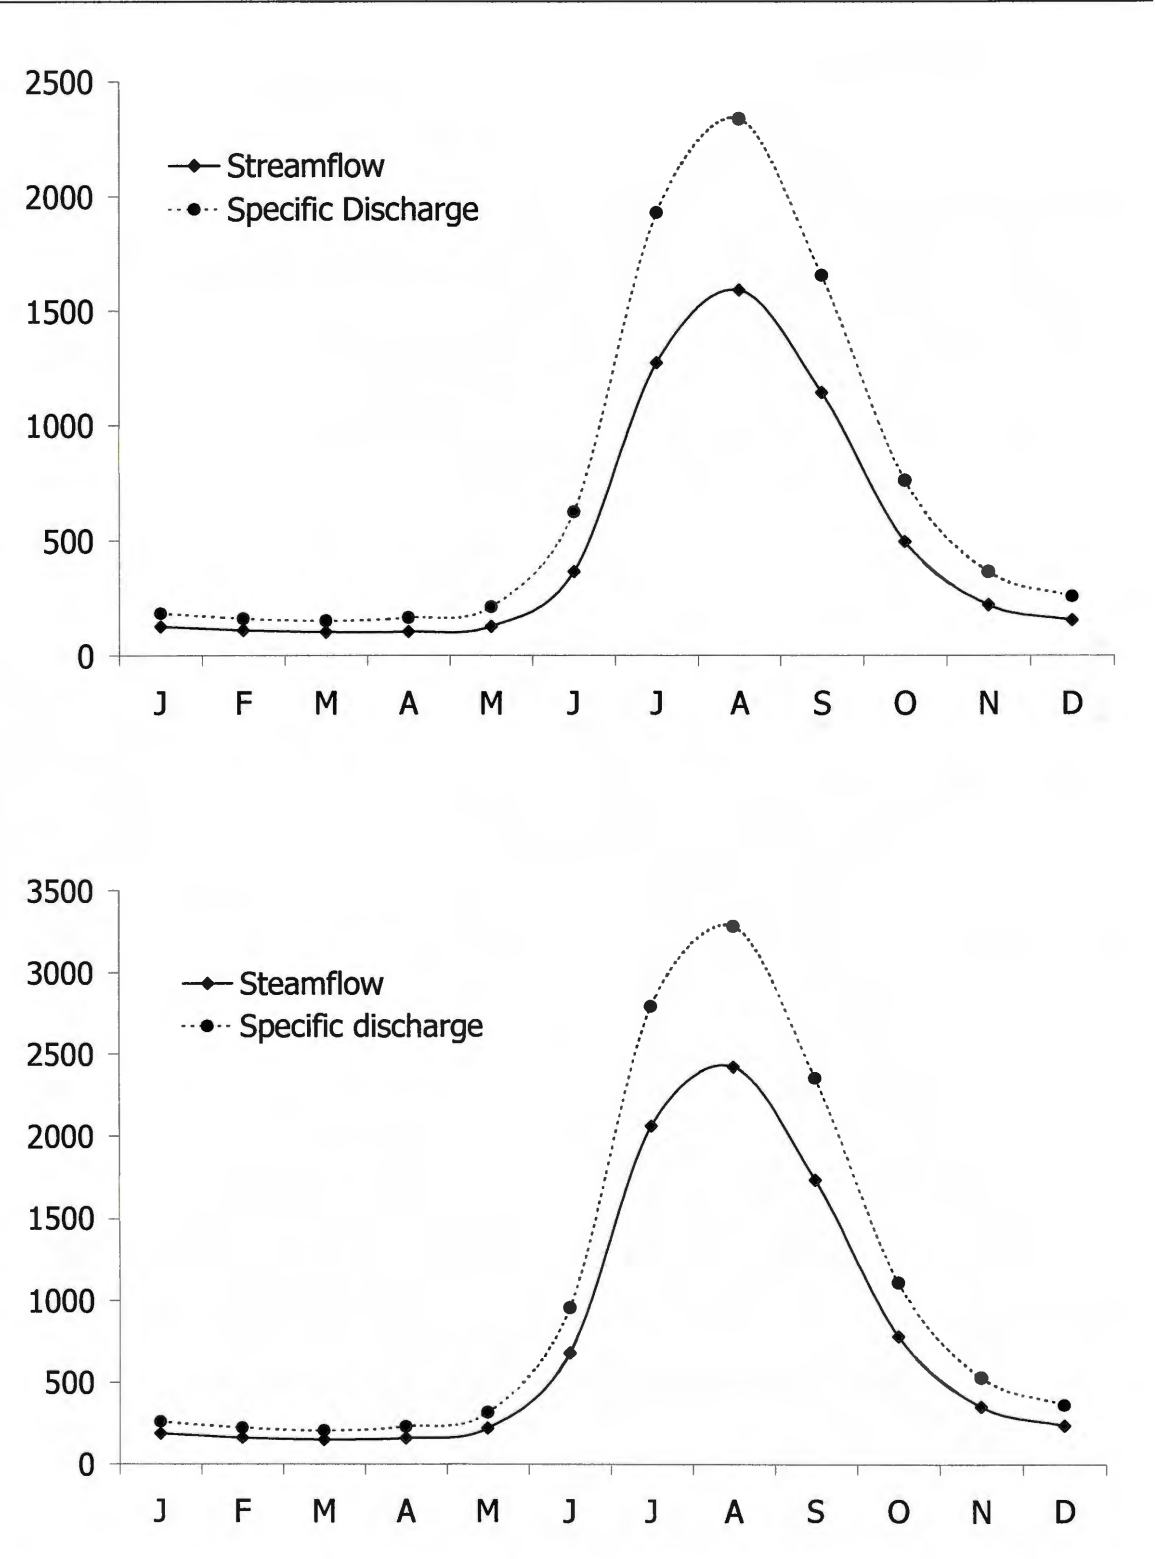 2500
Streamflow
2000
Specific Discharge
1500
1000
500
0
J F M A M J J A S O N D
3500
3000
Steamflow
Specific discharge
2500
2000
1500
1000
500
0
J F M A M J J A S O N D